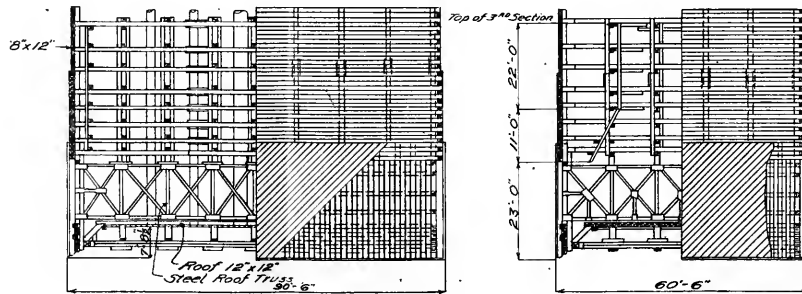 8"x12"
Roof 12"x12"
Steel Roof Truss
90'-6"
Top of 3RD Section
22'-0"
11'-0"
23'-0"
60'-6"